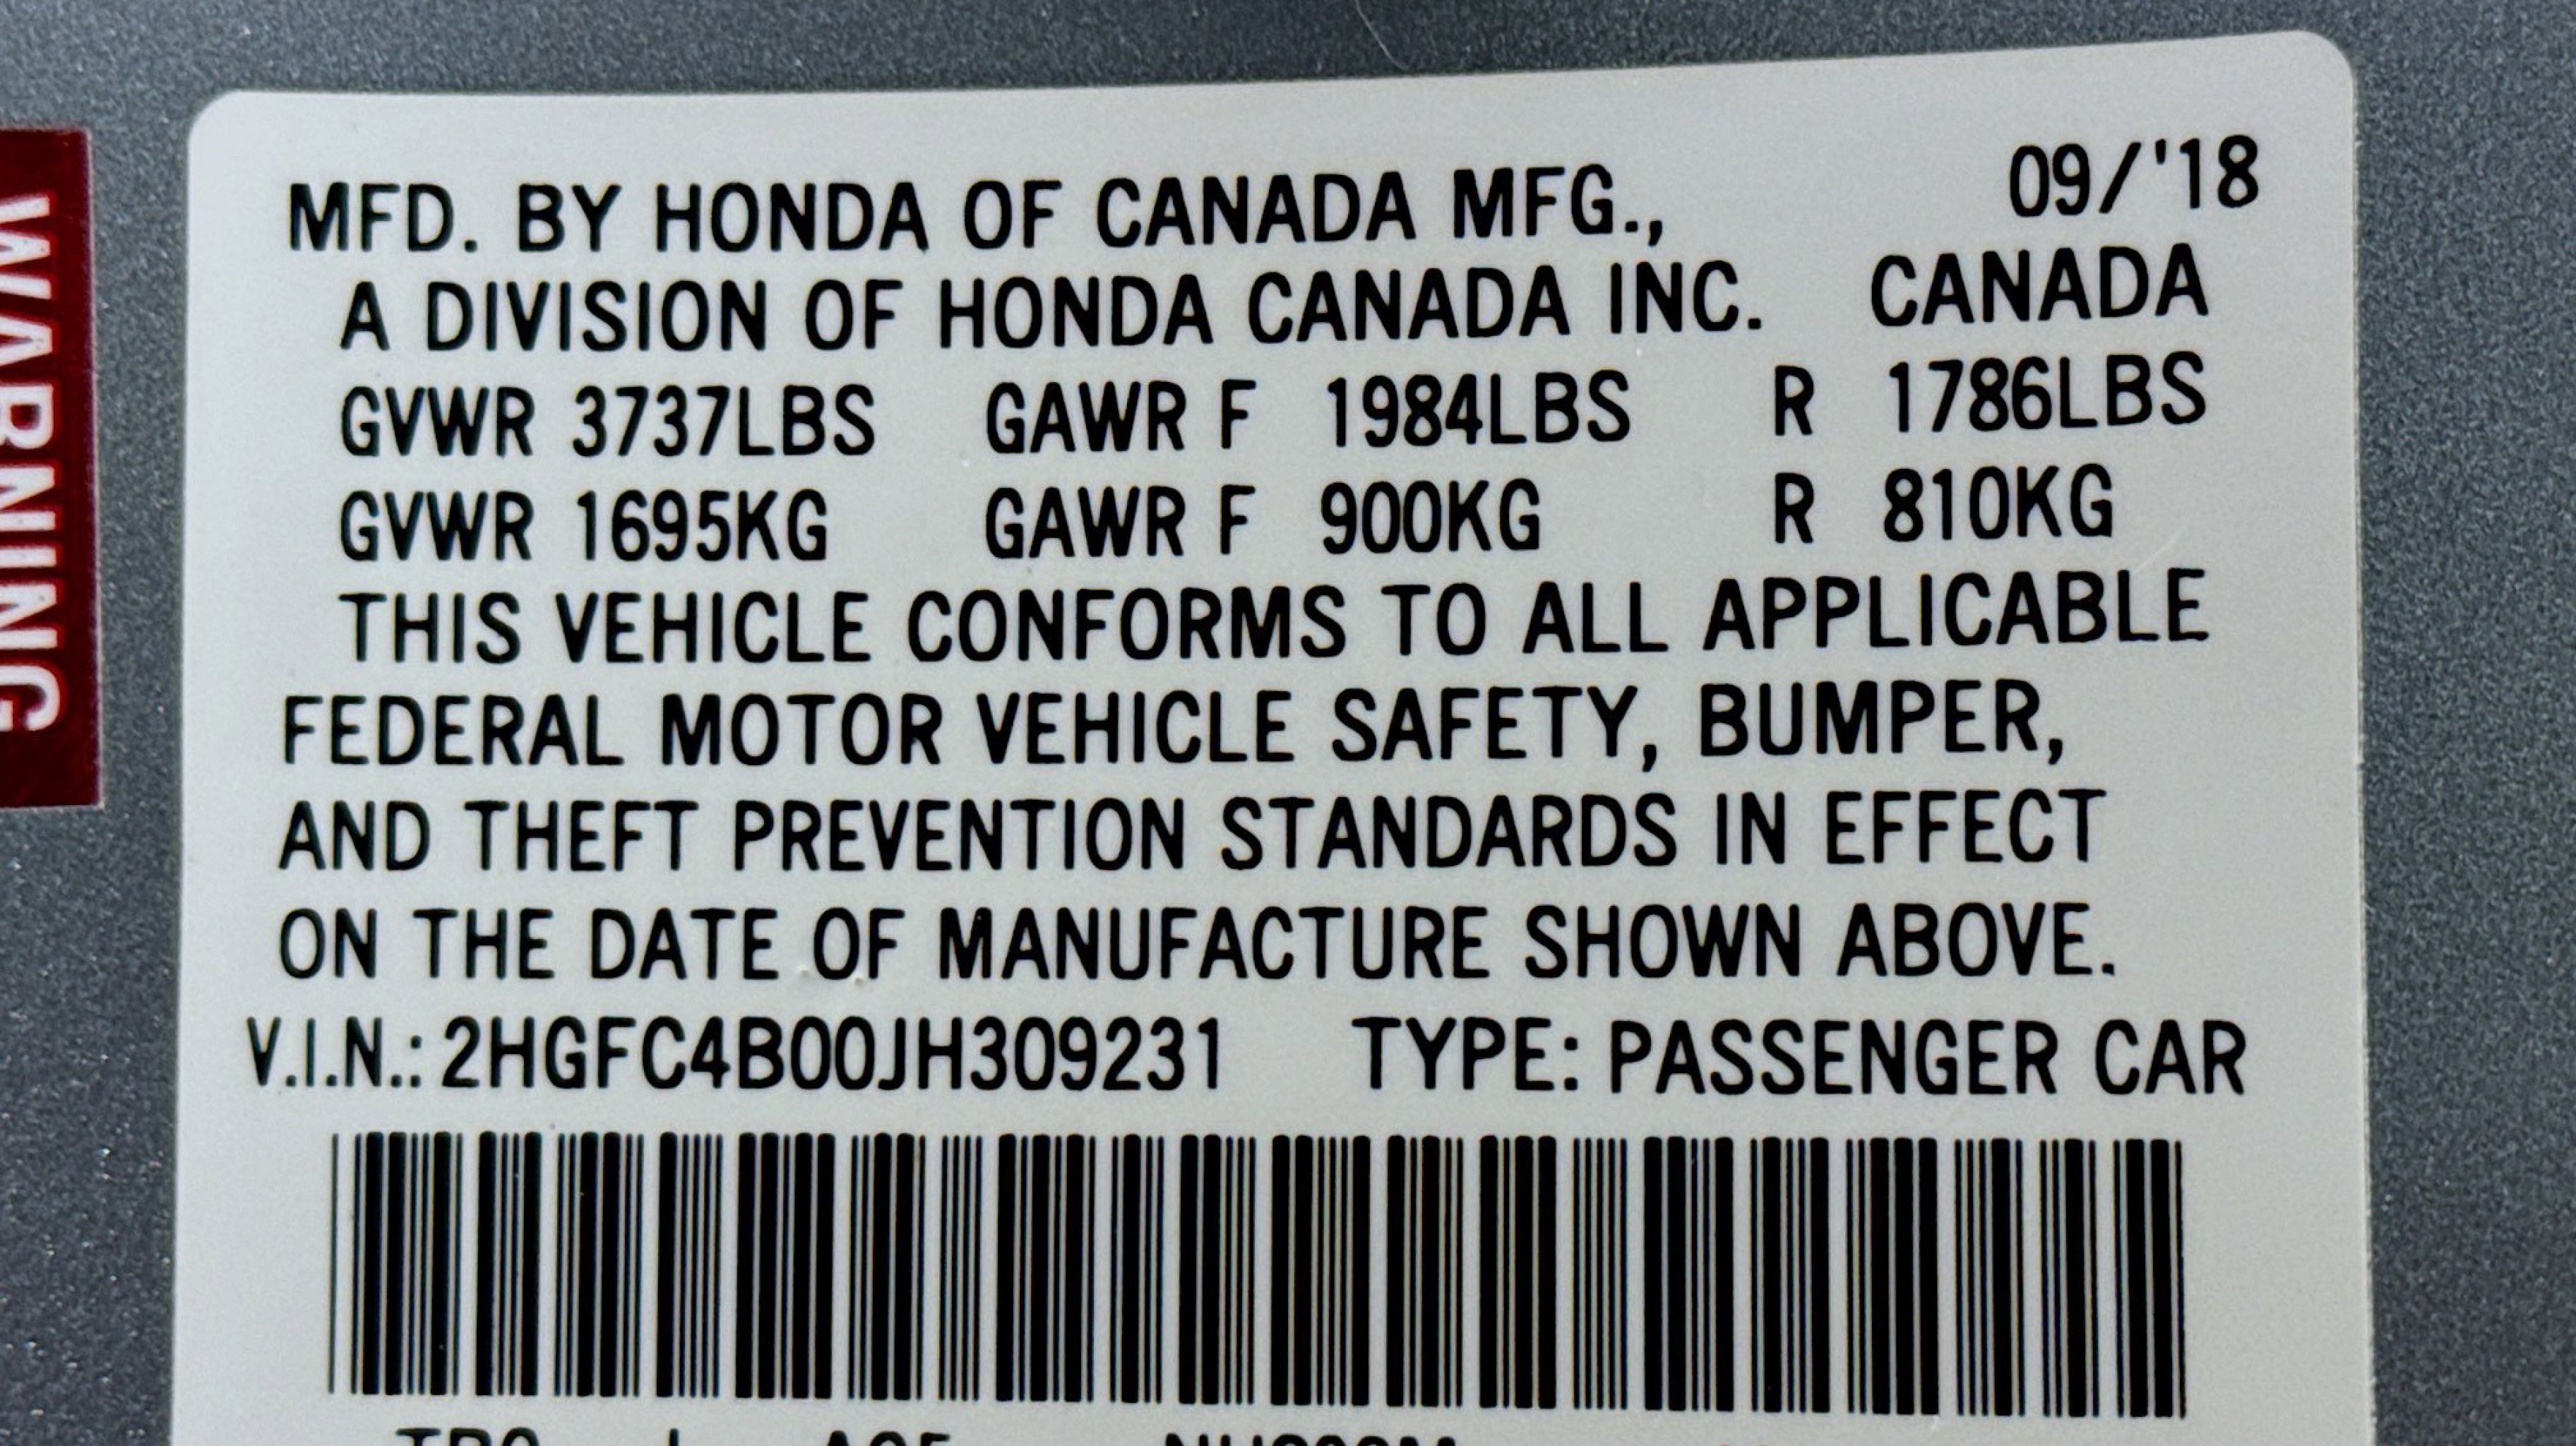 MFD. BY HONDA OF CANADA MFG., 09/'18
A DIVISION OF HONDA CANADA INC. CANADA
GVWR 3737LBS GAWR F 1984LBS R 1786LBS
GVWR 1695KG GAWR F 900KG R 810KG
THIS VEHICLE CONFORMS TO ALL APPLICABLE
FEDERAL MOTOR VEHICLE SAFETY, BUMPER,
AND THEFT PREVENTION STANDARDS IN EFFECT
ON THE DATE OF MANUFACTURE SHOWN ABOVE.
V.I.N.: 2HGFC4B00JH309231 TYPE: PASSENGER CAR
WARNING